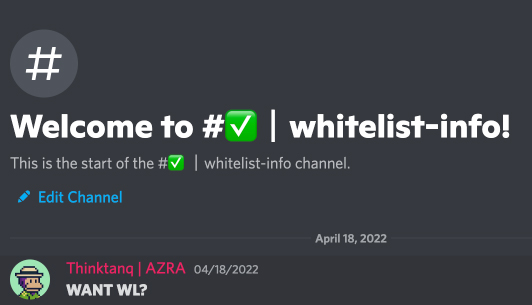 #
Welcome to #✅ | whitelist-info!
This is the start of the #✅ | whitelist-info channel.
Edit Channel
April 18, 2022
Thinktanq | AZRA 04/18/2022
WANT WL?